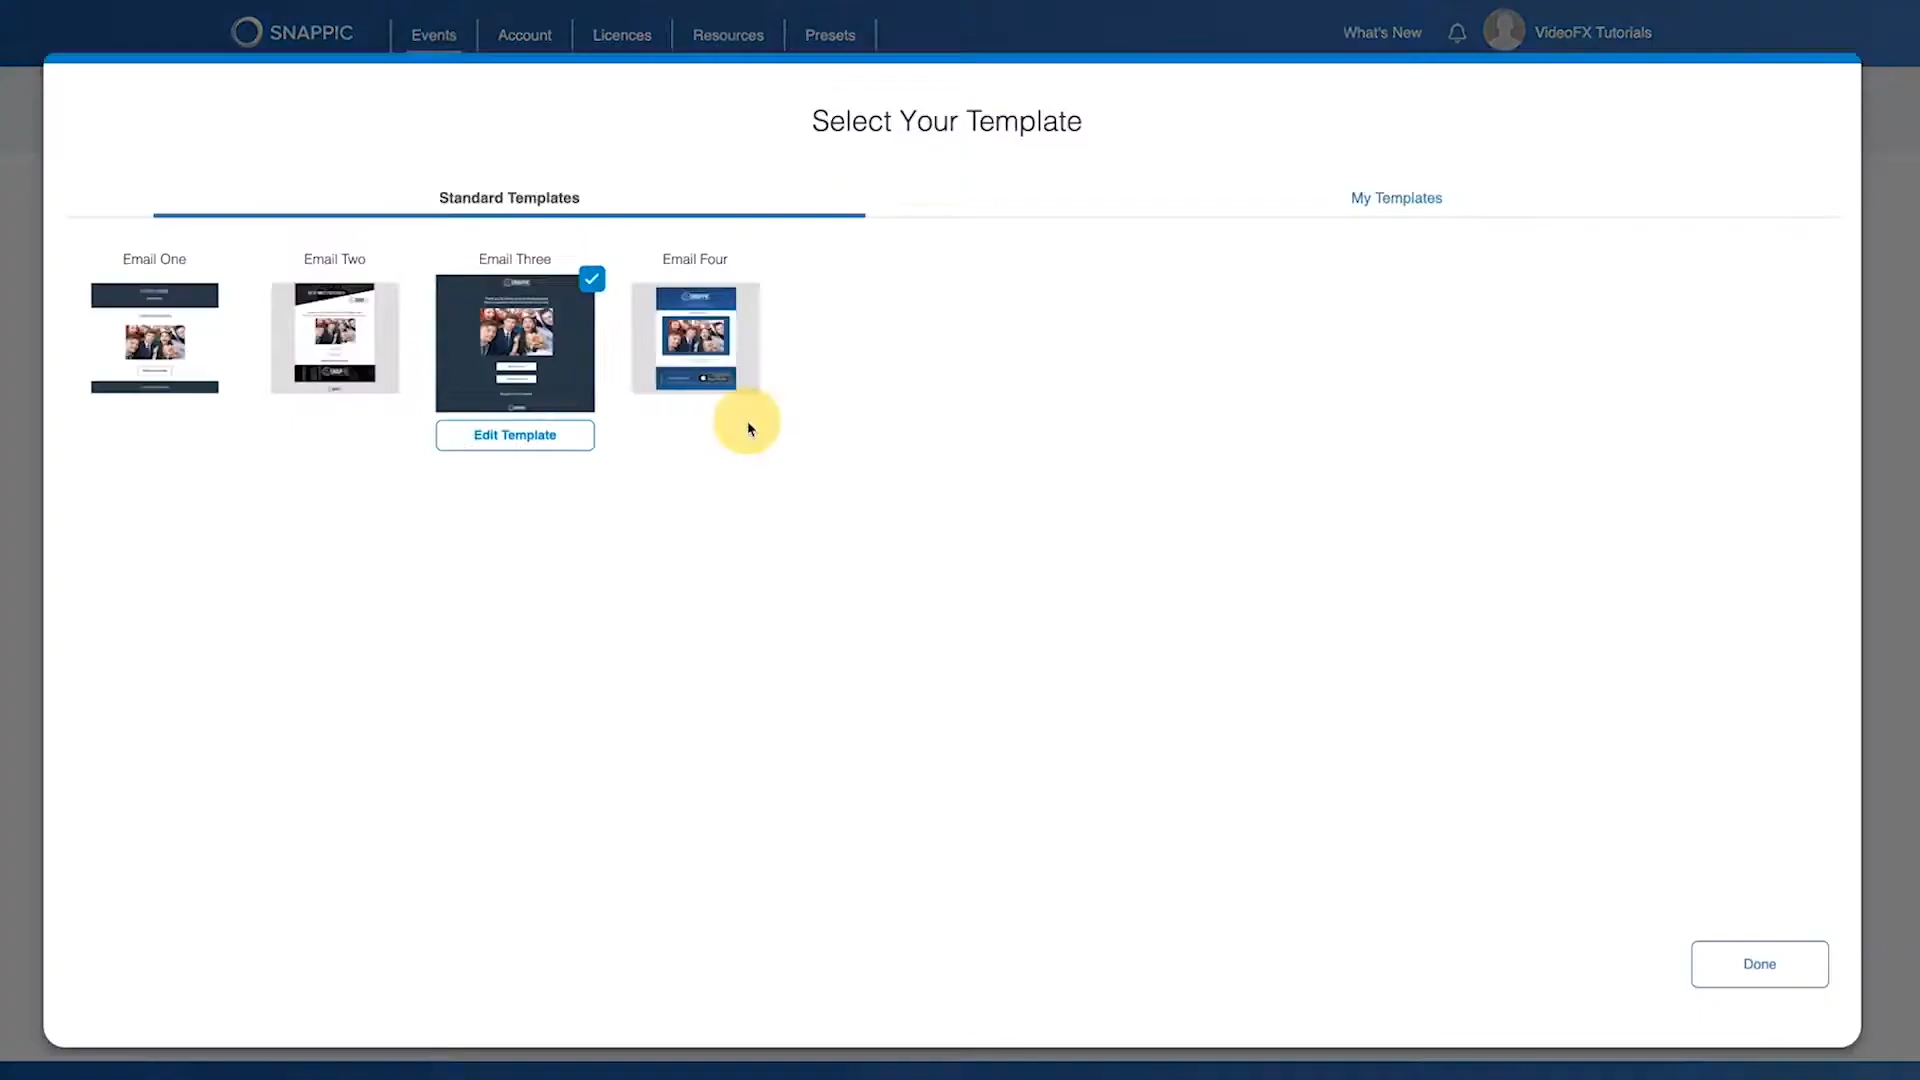 SNAPPIC
Events
Account
Licences
Resources
Presets
What's New
VideoFX Tutorials
Select Your Template
Standard Templates
My Templates
Email One
Email Two
Email Three
Email Four
Edit Template
Done